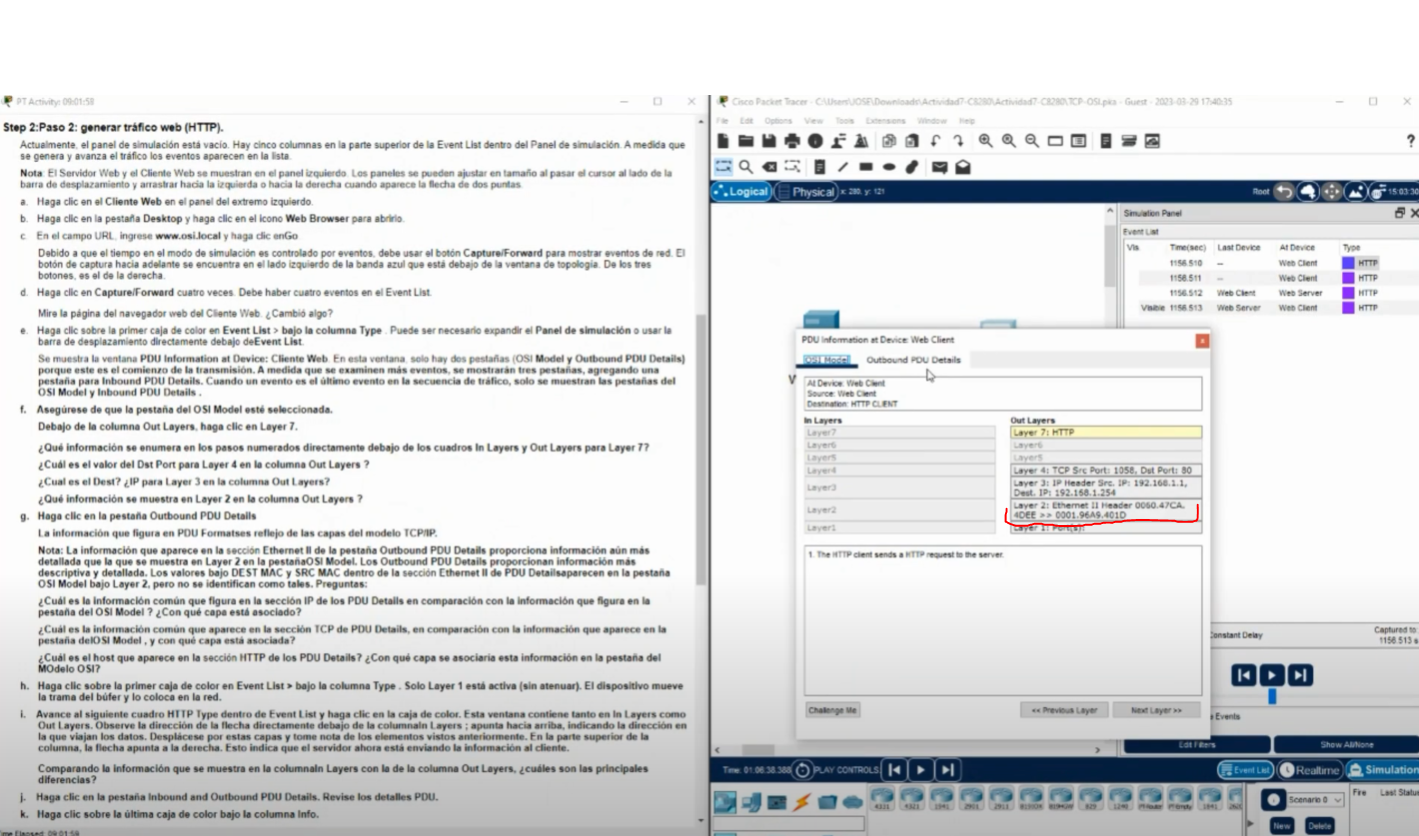 PT Activity: 09:01:58
Step 2:Paso 2: generar tráfico web (HTTP).
Actualmente, el panel de simulación está vacío. Hay cinco columnas en la parte superior de la Event List dentro del Panel de simulación. A medida que
se genera y avanza el tráfico los eventos aparecen en la lista.
Nota: El Servidor Web y el Cliente Web se muestran en el panel izquierdo. Los paneles se pueden ajustar en tamaño al pasar el cursor al lado de la
barra de desplazamiento y arrastrar hacia la izquierda o hacia la derecha cuando aparece la flecha de dos puntas.
a. Haga clic en el Cliente Web en el panel del extremo izquierdo.
b. Haga clic en la pestaña Desktop y haga clic en el icono Web Browser para abrirlo.
c. En el campo URL, ingrese www.osi.local y haga clic enGo.
Debido a que el tiempo en el modo de simulación es controlado por eventos, debe usar el botón Capture/Forward para mostrar eventos de red. El
botón de captura hacia adelante se encuentra en el lado izquierdo de la banda azul que está debajo de la ventana de topología. De los tres
botones, es el de la derecha.
d. Haga clic en Capture/Forward cuatro veces. Debe haber cuatro eventos en el Event List.
Mire la página del navegador web del Cliente Web. ¿Cambió algo?
e. Haga clic sobre la primer caja de color en Event List > bajo la columna Type . Puede ser necesario expandir el Panel de simulación o usar la
barra de desplazamiento directamente debajo deEvent List.
Se muestra la ventana PDU Information at Device: Cliente Web. En esta ventana, solo hay dos pestañas (OSI Model y Outbound PDU Details)
porque este es el comienzo de la transmisión. A medida que se examinen más eventos, se mostrarán tres pestañas, agregando una
pestaña para Inbound PDU Details. Cuando un evento es el último evento en la secuencia de tráfico, solo se muestran las pestañas del
OSI Model y Inbound PDU Details .
f. Asegúrese de que la pestaña del OSI Model esté seleccionada.
Debajo de la columna Out Layers, haga clic en Layer 7.
¿Qué información se enumera en los pasos numerados directamente debajo de los cuadros In Layers y Out Layers para Layer 7?
¿Cuál es el valor del Dst Port para Layer 4 en la columna Out Layers ?
¿Cual es el Dest? ¿IP para Layer 3 en la columna Out Layers?
¿Qué información se muestra en Layer 2 en la columna Out Layers ?
g. Haga clic en la pestaña Outbound PDU Details
La información que figura en PDU Formatses reflejo de las capas del modelo TCP/IP.
Nota: La información que aparece en la sección Ethernet II de la pestaña Outbound PDU Details proporciona información aún más
detallada que la que se muestra en Layer 2 en la pestañaOSI Model. Los Outbound PDU Details proporcionan información más
descriptiva y detallada. Los valores bajo DEST MAC y SRC MAC dentro de la sección Ethernet II de PDU Detailsaparecen en la pestaña
OSI Model bajo Layer 2, pero no se identifican como tales. Preguntas:
¿Cuál es la información común que figura en la sección IP de los PDU Details en comparación con la información que figura en la
pestaña del OSI Model ? ¿Con qué capa está asociado?
¿Cuál es la información común que aparece en la sección TCP de PDU Details, en comparación con la información que aparece en la
pestaña delOSI Model , y con qué capa está asociada?
¿Cuál es el host que aparece en la sección HTTP de los PDU Details? ¿Con qué capa se asociaría esta información en la pestaña del
MOdelo OSI?
h. Haga clic sobre la primer caja de color en Event List > bajo la columna Type . Solo Layer 1 está activa (sin atenuar). El dispositivo mueve
la trama del búfer y lo coloca en la red.
i. Avance al siguiente cuadro HTTP Type dentro de Event List y haga clic en la caja de color. Esta ventana contiene tanto en In Layers como
Out Layers. Observe la dirección de la flecha directamente debajo de la columnaIn Layers ; apunta hacia arriba, indicando la dirección en
la que viajan los datos. Desplácese por estas capas y tome nota de los elementos vistos anteriormente. En la parte superior de la
columna, la flecha apunta a la derecha. Esto indica que el servidor ahora está enviando la información al cliente.
Comparando la información que se muestra en la columnaIn Layers con la de la columna Out Layers, ¿cuáles son las principales
diferencias?
j. Haga clic en la pestaña Inbound and Outbound PDU Details. Revise los detalles PDU.
k. Haga clic sobre la última caja de color bajo la columna Info.
Time Elapsed: 09:01:59
Cisco Packet Tracer - C:\Users\UOSE\Downloads\Actividad7-C8280\Actividad7-C8280\TCP-OSI.pka - Guest - 2023-03-29 17:40:35
File Edit Options View Tools Extensions Window Help
?
Logical Physical x: 280, y: 121 Root 15:03:30
Simulation Panel
Event List
Vis. Time(sec) Last Device At Device Type
1156.510 -- Web Client HTTP
1156.511 -- Web Client HTTP
1156.512 Web Client Web Server HTTP
Visible 1156.513 Web Server Web Client HTTP
PDU Information at Device: Web Client
OSI Model Outbound PDU Details
At Device: Web Client
Source: Web Client
Destination: HTTP CLIENT
In Layers Out Layers
Layer7 Layer 7: HTTP
Layer6 Layer6
Layer5 Layer5
Layer4 Layer 4: TCP Src Port: 1058, Dst Port: 80
Layer3 Layer 3: IP Header Src. IP: 192.168.1.1,
Dest. IP: 192.168.1.254
Layer2 Layer 2: Ethernet II Header 0060.47CA.
4DEE >> 0001.96A9.401D
Layer1 Layer 1: Port(s):
1. The HTTP client sends a HTTP request to the server.
Challenge Me << Previous Layer Next Layer >>
Constant Delay Captured to:
1156.513 s
Events
Edit Filters Show All/None
Time: 01:06:38.388 PLAY CONTROLS: Event List Realtime Simulation
4331 4321 1941 2901 2911 819IOX 819HGW 829 1240 PT-Router PT-Empty 1841
Scenario 0 Fire Last Status
New Delete